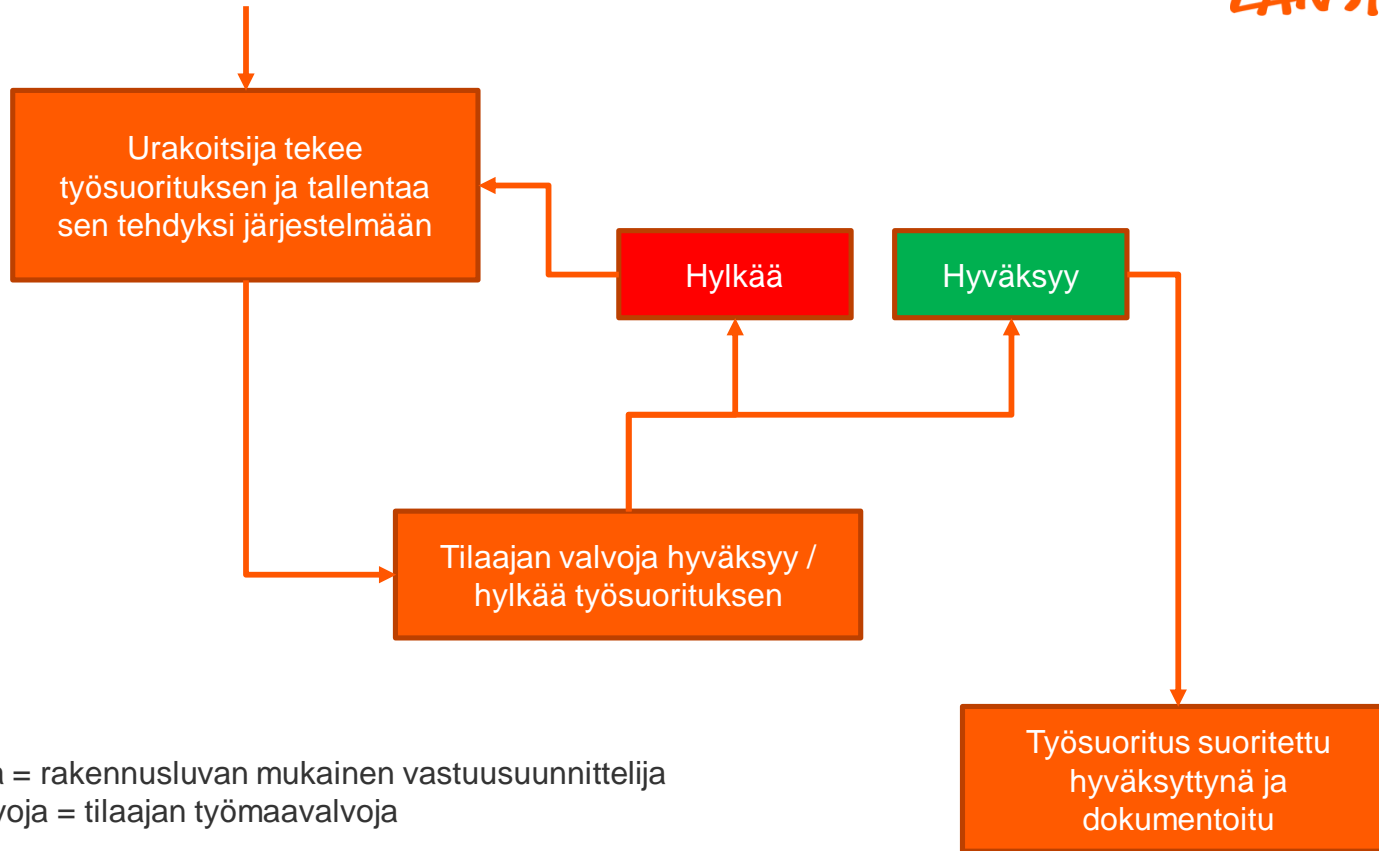 Urakoitsija tekee
työsuorituksen ja tallentaa
sen tehdyksi järjestelmään
Hylkää
Hyväksyy
Tilaajan valvoja hyväksyy /
hylkää työsuorituksen
Työsuoritus suoritettu
hyväksyttynä ja
dokumentoitu
= rakennusluvan mukainen vastuusuunnittelija
= tilaajan työmaavalvoja